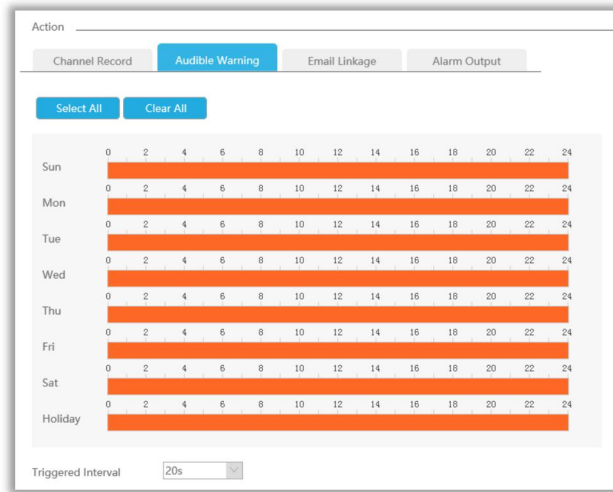 Action
Channel Record Audible Warning Email Linkage Alarm Output
Select All Clear All
0 2 4 6 8 10 12 14 16 18 20 22 24
Sun
0 2 4 6 8 10 12 14 16 18 20 22 24
Mon
0 2 4 6 8 10 12 14 16 18 20 22 24
Tue
0 2 4 6 8 10 12 14 16 18 20 22 24
Wed
0 2 4 6 8 10 12 14 16 18 20 22 24
Thu
0 2 4 6 8 10 12 14 16 18 20 22 24
Fri
0 2 4 6 8 10 12 14 16 18 20 22 24
Sat
0 2 4 6 8 10 12 14 16 18 20 22 24
Holiday
Triggered Interval 20s